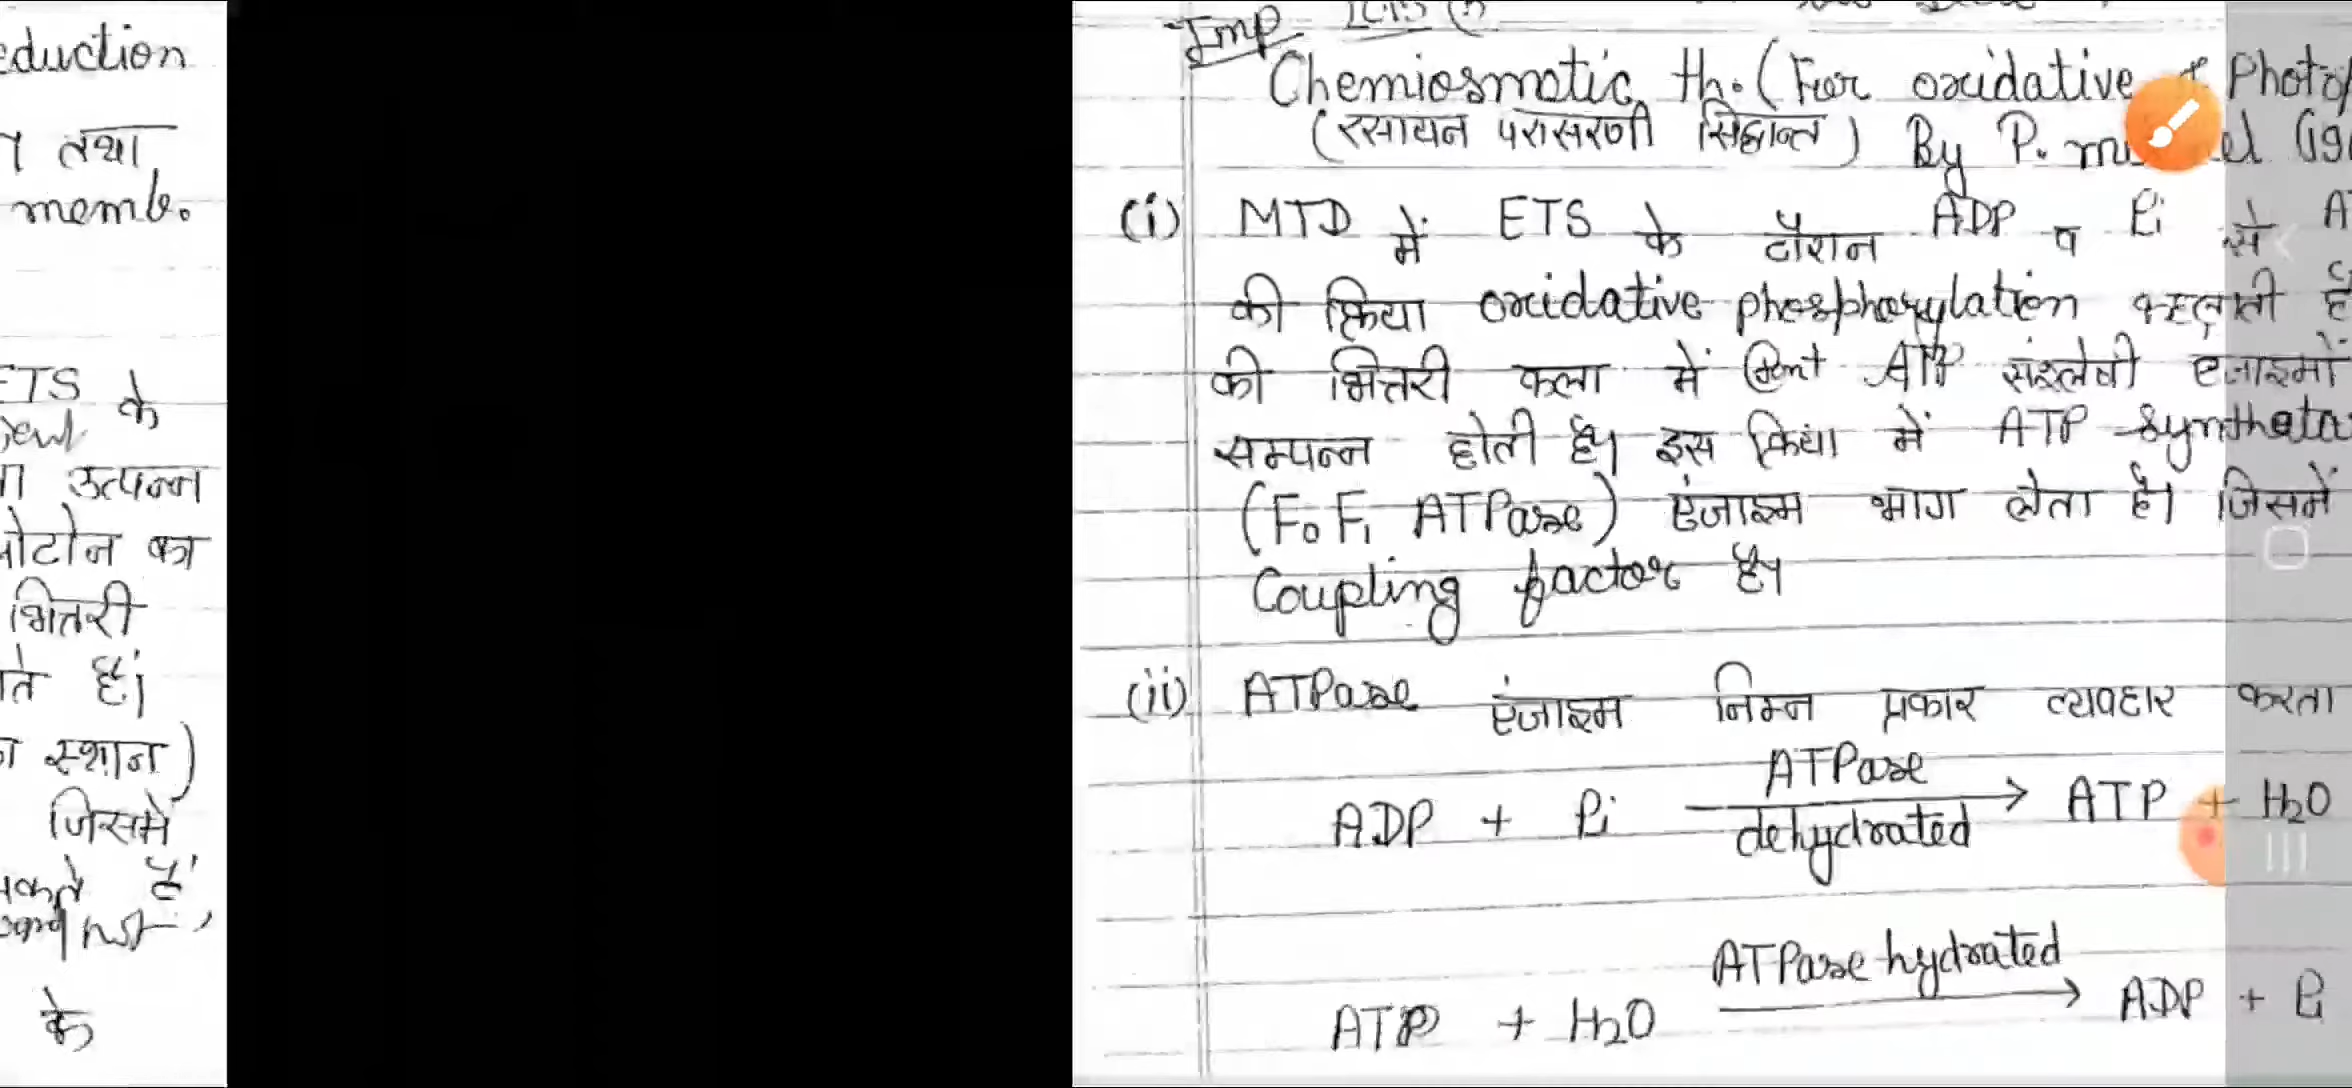 eduction
तथा
memb.
ETS के
उत्पन्न
का
भित्तरी
हैं।
स्थान)
जिसमें
के
Imp
Chemiosmotic th. (For oxidative & Photo
(रसायन परासरणी सिद्धान्त) By P. m
(i) MTD में ETS के दौरान ADP व Pi से A
की क्रिया oxidative phosphorylation कहलाती है
की भित्तरी कला में ATP संश्लेषी एंजाइमों
सम्पन्न होती है। इस क्रिया में ATP syntheta
(F₀F₁ ATPase) एंजाइम भाग लेता है। जिसमें
Coupling factor है।
(ii) ATPase एंजाइम निम्न प्रकार व्यवहार करता
ATPase
ADP + Pi ⟶ ATP + H₂O
dehydrated
ATPase hydrated
ATP + H₂O ⟶ ADP + Pi